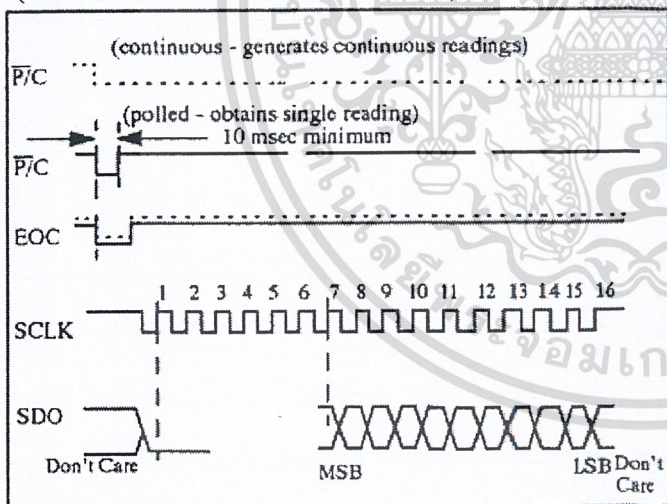 (continuous - generates continuous readings)
P/C
(polled - obtains single reading)
10 msec minimum
P/C
EOC
1 2 3 4 5 6 7 8 9 10 11 12 13 14 15 16
SCLK
SDO
Don't Care MSB LSB Don't
Care